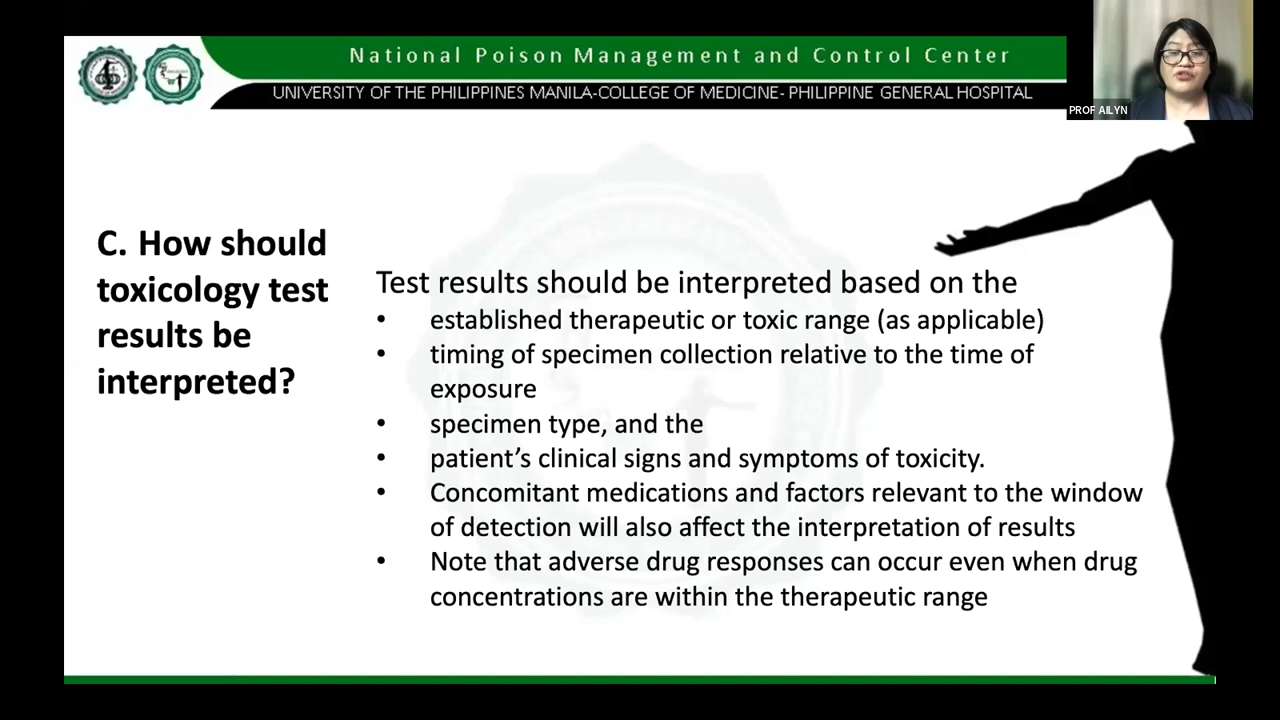 National Poison Management and Control Center
UNIVERSITY OF THE PHILIPPINES MANILA-COLLEGE OF MEDICINE- PHILIPPINE GENERAL HOSPITAL
PROF AILYN
C. How should
toxicology test
results be
interpreted?
Test results should be interpreted based on the
• established therapeutic or toxic range (as applicable)
• timing of specimen collection relative to the time of
exposure
• specimen type, and the
• patient’s clinical signs and symptoms of toxicity.
• Concomitant medications and factors relevant to the window
of detection will also affect the interpretation of results
• Note that adverse drug responses can occur even when drug
concentrations are within the therapeutic range